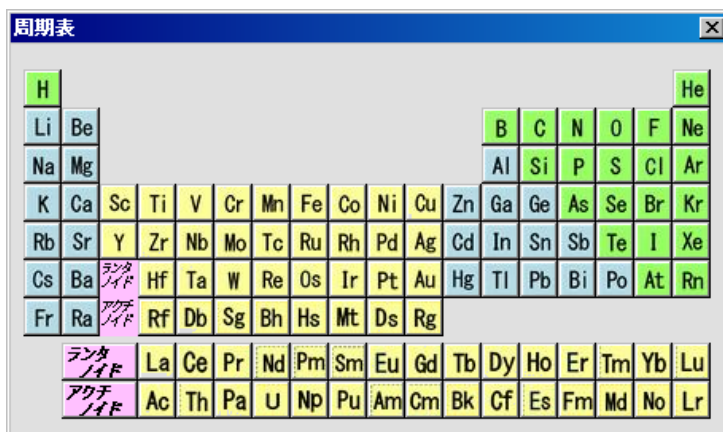 周期表
H He
Li Be B C N O F Ne
Na Mg Al Si P S Cl Ar
K Ca Sc Ti V Cr Mn Fe Co Ni Cu Zn Ga Ge As Se Br Kr
Rb Sr Y Zr Nb Mo Tc Ru Rh Pd Ag Cd In Sn Sb Te I Xe
Cs Ba ランタノイド Hf Ta W Re Os Ir Pt Au Hg Tl Pb Bi Po At Rn
Fr Ra アクチノイド Rf Db Sg Bh Hs Mt Ds Rg
ランタノイド La Ce Pr Nd Pm Sm Eu Gd Tb Dy Ho Er Tm Yb Lu
アクチノイド Ac Th Pa U Np Pu Am Cm Bk Cf Es Fm Md No Lr